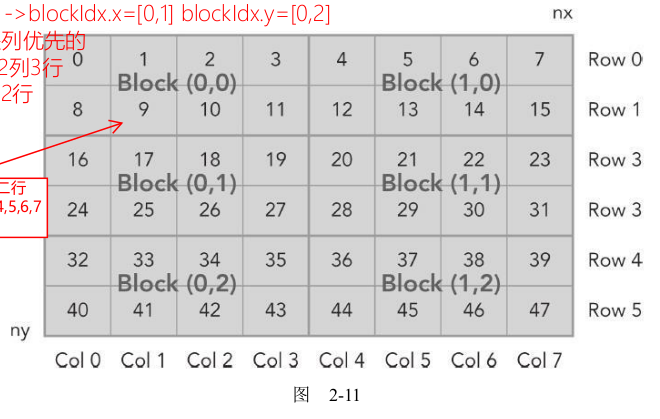 ->blockIdx.x=[0,1] blockIdx.y=[0,2]
nx
列优先的
2列3行
2行
0 1 2 3 4 5 6 7 Row 0
Block (0,0) Block (1,0)
8 9 10 11 12 13 14 15 Row 1
16 17 18 19 20 21 22 23 Row 3
二行
4,5,6,7
Block (0,1) Block (1,1)
24 25 26 27 28 29 30 31 Row 3
32 33 34 35 36 37 38 39 Row 4
Block (0,2) Block (1,2)
40 41 42 43 44 45 46 47 Row 5
ny
Col 0 Col 1 Col 2 Col 3 Col 4 Col 5 Col 6 Col 7
图 2-11